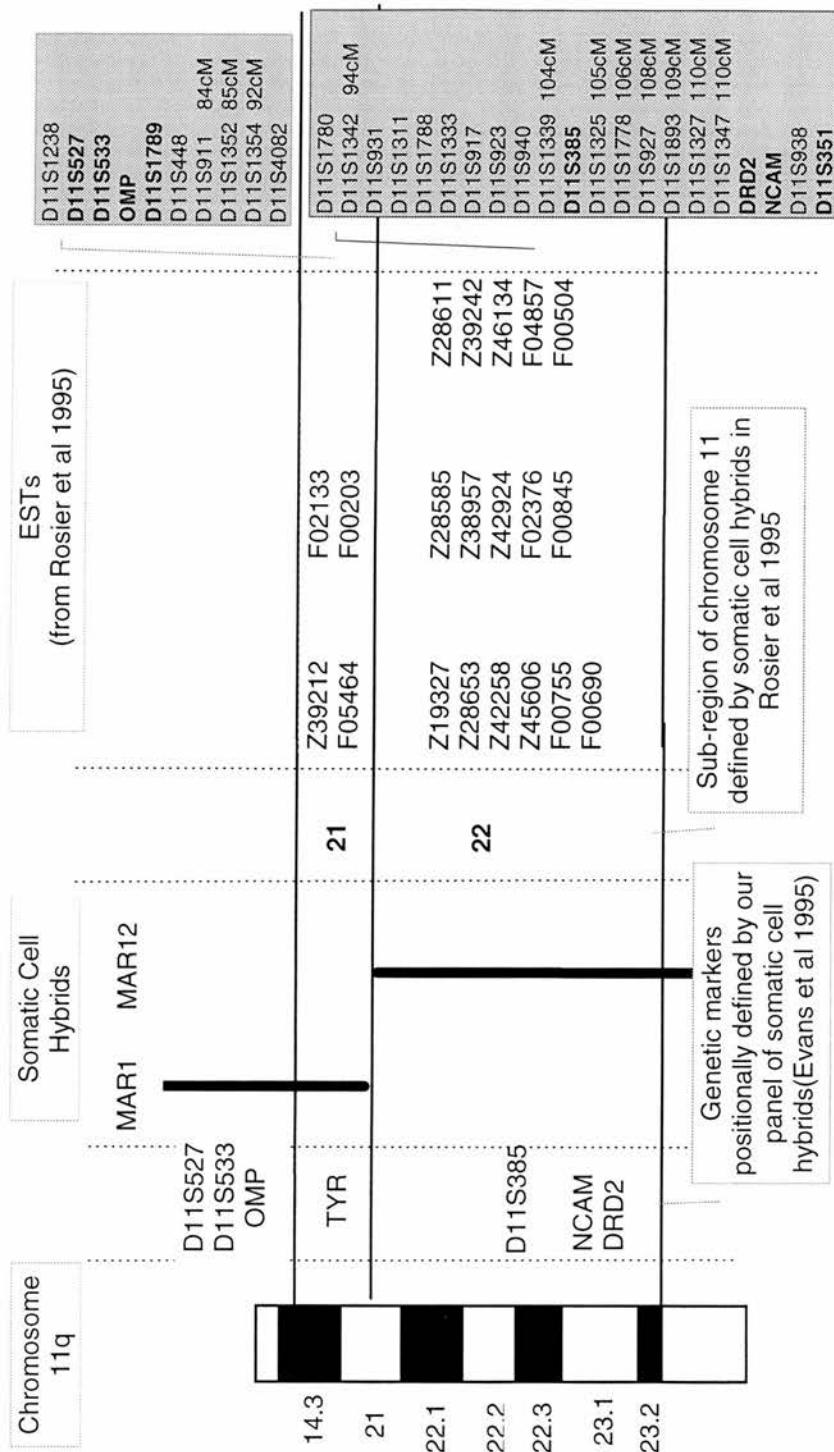 Chromosome
11q
14.3
21
22.1
22.2
22.3
23.1
23.2
D11S527
D11S533
OMP
TYR
D11S385
NCAM
DRD2
Somatic Cell
Hybrids
MAR1 MAR12
21
22
ESTs
(from Rosier et al 1995)
Z39212 F02133
F05464 F00203
Z19327 Z28585 Z28611
Z28653 Z38957 Z39242
Z42258 Z42924 Z46134
Z45606 F02376 F04857
F00755 F00845 F00504
F00690
Genetic markers
positionally defined by our
panel of somatic cell
hybrids(Evans et al 1995)
Sub-region of chromosome 11
defined by somatic cell hybrids in
Rosier et al 1995
D11S1238
D11S527
D11S533
OMP
D11S1789
D11S448
D11S911 84cM
D11S1352 85cM
D11S1354 92cM
D11S4082
D11S1780
D11S1342 94cM
D11S931
D11S1311
D11S1788
D11S1333
D11S917
D11S923
D11S940
D11S1339 104cM
D11S385
D11S1325 105cM
D11S1778 106cM
D11S927 108cM
D11S1893 109cM
D11S1327 110cM
D11S1347 110cM
DRD2
NCAM
D11S938
D11S351